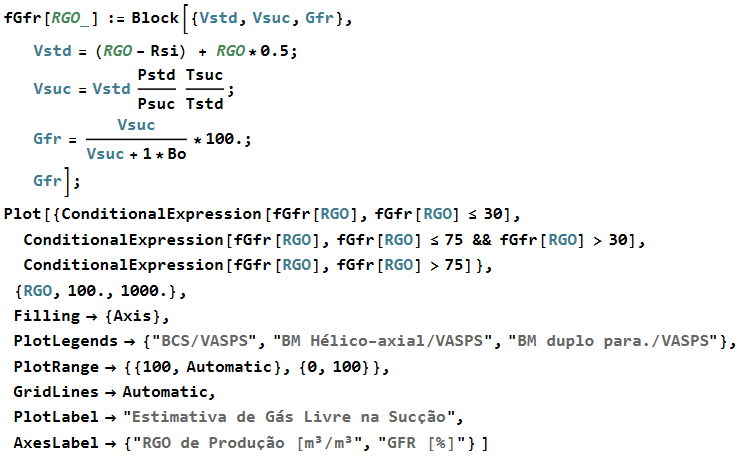 fGfr[RGO_] := Block[{Vstd, Vsuc, Gfr},
Vstd = (RGO - Rsi) + RGO * 0.5;
Vsuc = Vstd Pstd/Psuc Tsuc/Tstd;
Gfr = Vsuc/(Vsuc + 1 * Bo) * 100.;
Gfr];
Plot[{ConditionalExpression[fGfr[RGO], fGfr[RGO] ≤ 30],
ConditionalExpression[fGfr[RGO], fGfr[RGO] ≤ 75 && fGfr[RGO] > 30],
ConditionalExpression[fGfr[RGO], fGfr[RGO] > 75]},
{RGO, 100., 1000.},
Filling → {Axis},
PlotLegends → {"BCS/VASPS", "BM Hélico-axial/VASPS", "BM duplo para./VASPS"},
PlotRange → {{100, Automatic}, {0, 100}},
GridLines → Automatic,
PlotLabel → "Estimativa de Gás Livre na Sucção",
AxesLabel → {"RGO de Produção [m³/m³", "GFR [%]"} ]